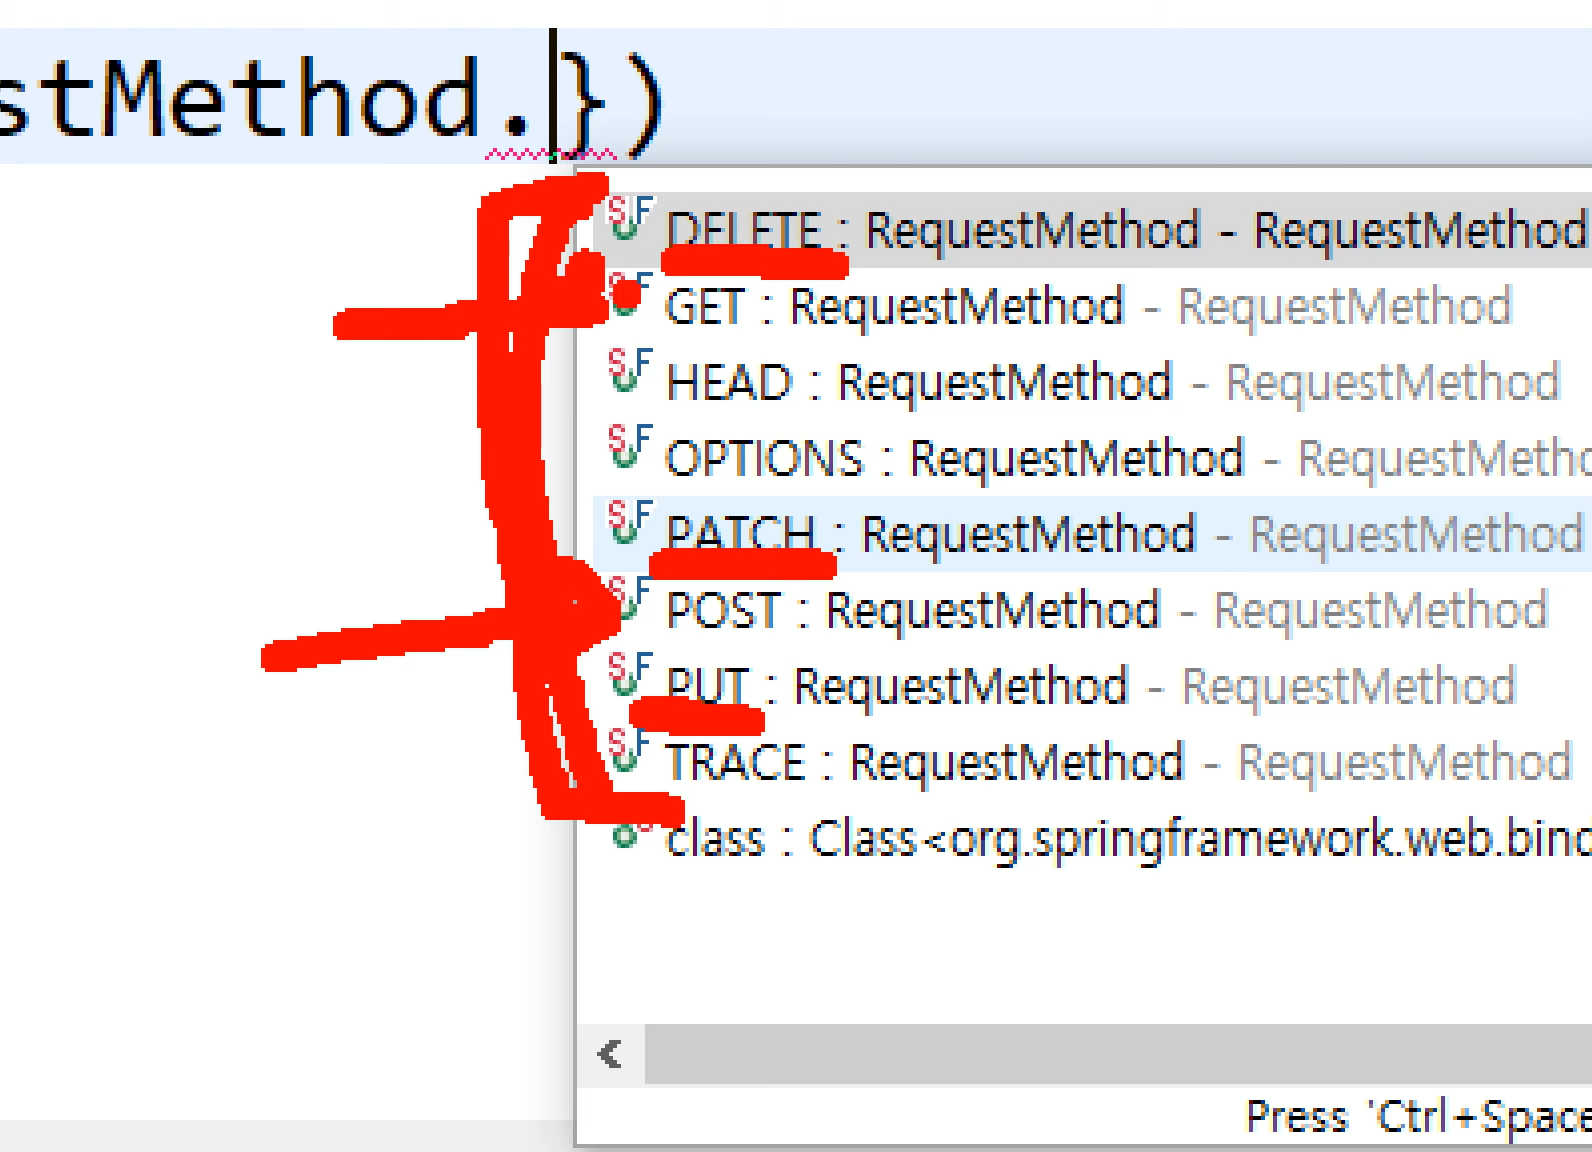 stMethod.})
DELETE : RequestMethod - RequestMethod
GET : RequestMethod - RequestMethod
HEAD : RequestMethod - RequestMethod
OPTIONS : RequestMethod - RequestMetho
PATCH : RequestMethod - RequestMethod
POST : RequestMethod - RequestMethod
PUT : RequestMethod - RequestMethod
TRACE : RequestMethod - RequestMethod
class : Class<org.springframework.web.bind
Press 'Ctrl+Space